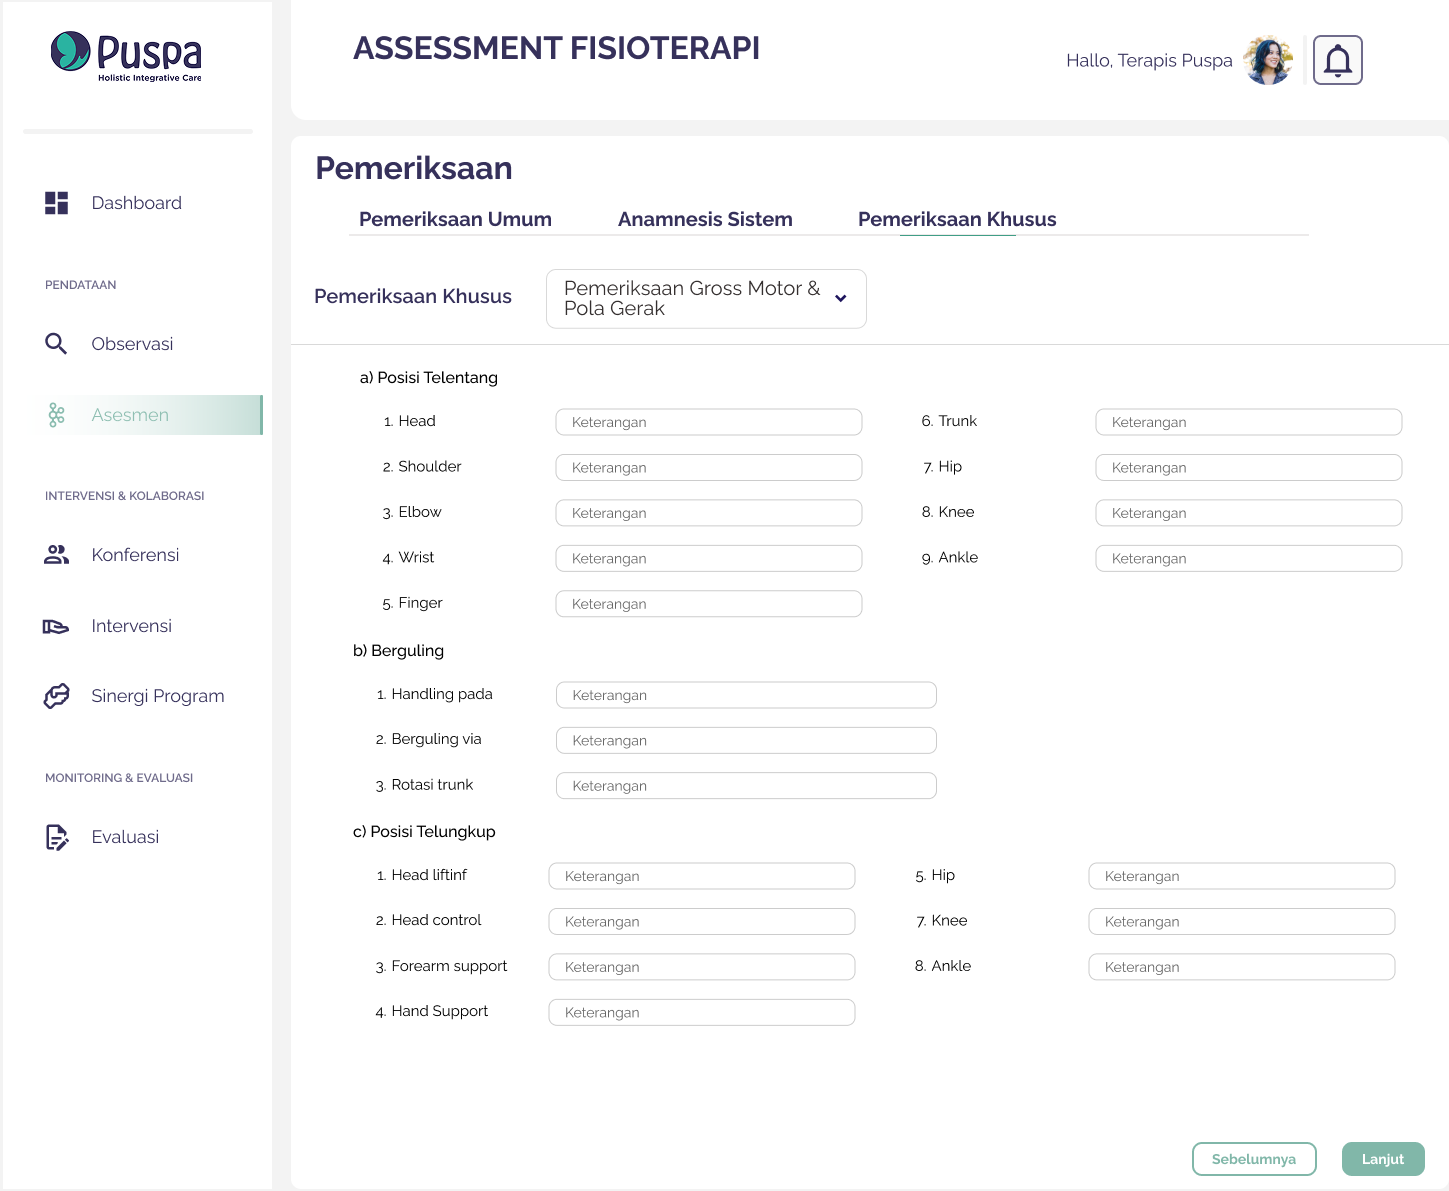 Puspa
Holistic Integrative Care
Dashboard
PENDATAAN
Observasi
Asesmen
INTERVENSI & KOLABORASI
Konferensi
Intervensi
Sinergi Program
MONITORING & EVALUASI
Evaluasi
ASSESSMENT FISIOTERAPI
Hallo, Terapis Puspa
Pemeriksaan
Pemeriksaan Umum
Anamnesis Sistem
Pemeriksaan Khusus
Pemeriksaan Khusus
Pemeriksaan Gross Motor &
Pola Gerak
a) Posisi Telentang
1. Head Keterangan 6. Trunk Keterangan
2. Shoulder Keterangan 7. Hip Keterangan
3. Elbow Keterangan 8. Knee Keterangan
4. Wrist Keterangan 9. Ankle Keterangan
5. Finger Keterangan
b) Berguling
1. Handling pada Keterangan
2. Berguling via Keterangan
3. Rotasi trunk Keterangan
c) Posisi Telungkup
1. Head liftinf Keterangan 5. Hip Keterangan
2. Head control Keterangan 7. Knee Keterangan
3. Forearm support Keterangan 8. Ankle Keterangan
4. Hand Support Keterangan
Sebelumnya
Lanjut